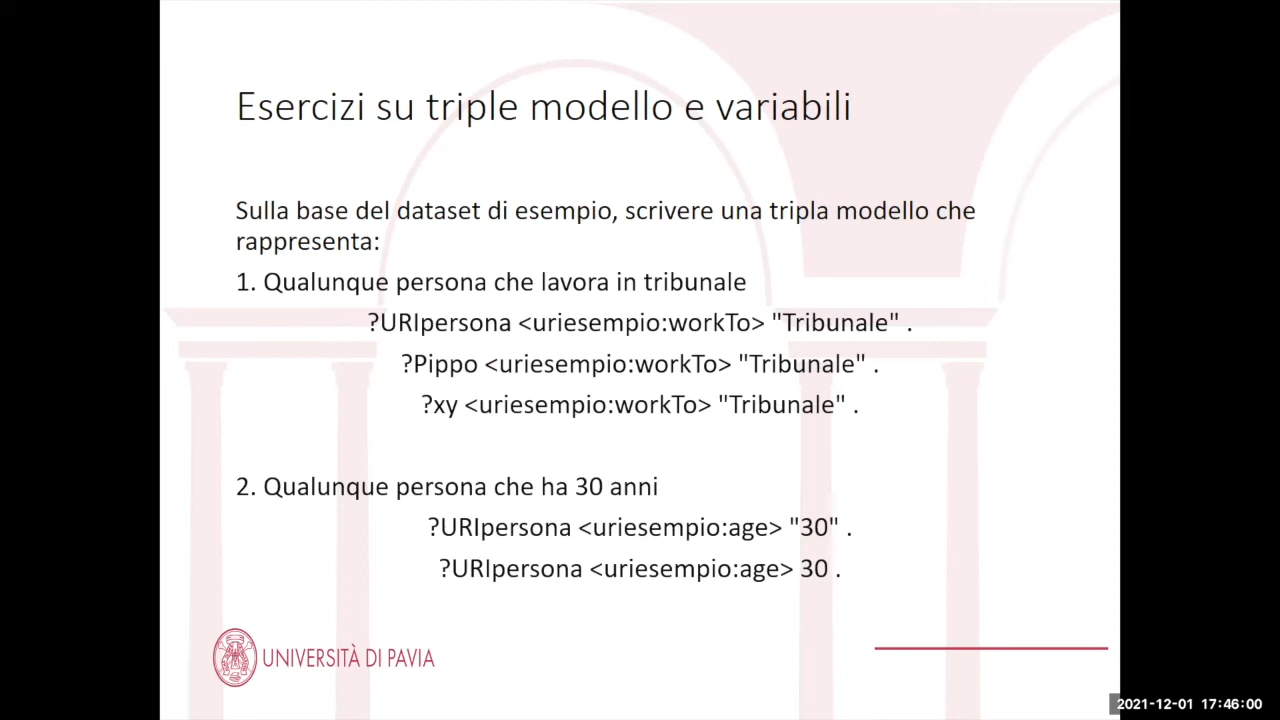 Esercizi su triple modello e variabili
Sulla base del dataset di esempio, scrivere una tripla modello che
rappresenta:
1. Qualunque persona che lavora in tribunale
?URIpersona <uriesempio:workTo> "Tribunale" .
?Pippo <uriesempio:workTo> "Tribunale" .
?xy <uriesempio:workTo> "Tribunale" .
2. Qualunque persona che ha 30 anni
?URIpersona <uriesempio:age> "30" .
?URIpersona <uriesempio:age> 30 .
UNIVERSITÀ DI PAVIA
2021-12-01 17:46:00